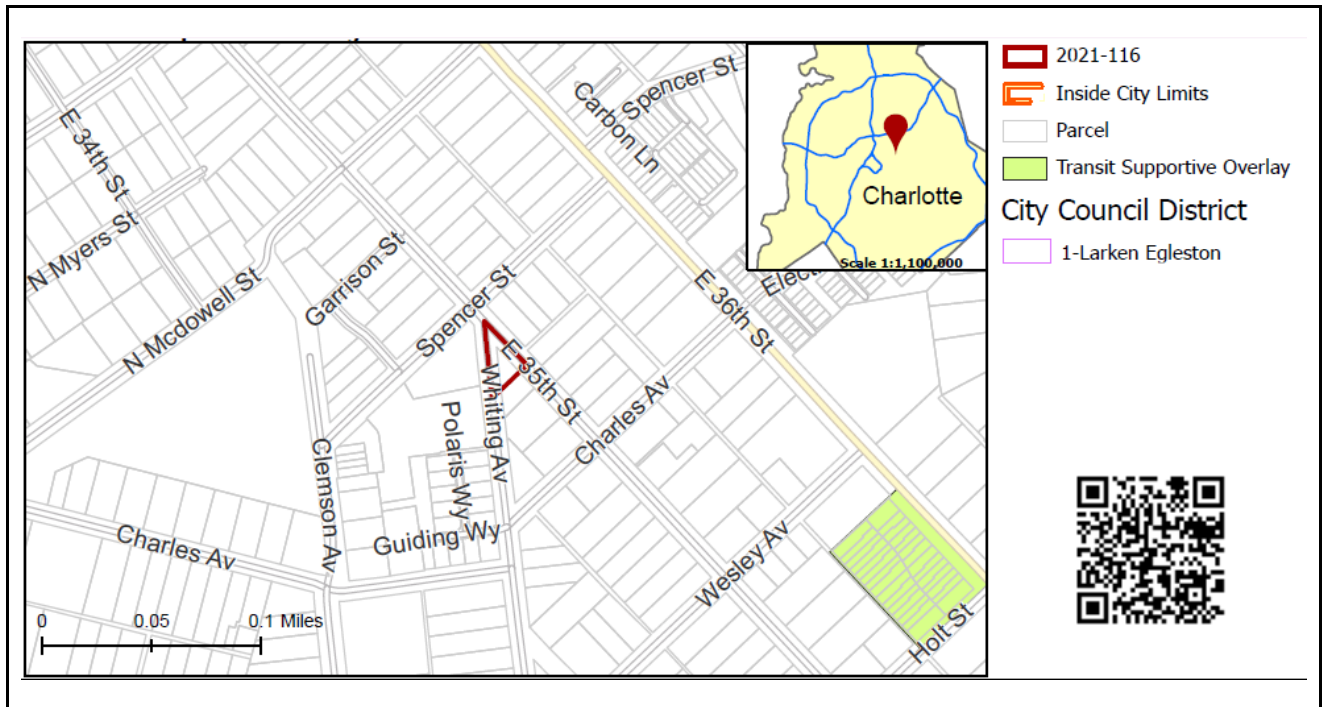 Spencer St
Carbon Ln
E 34th St
N Myers St
N Mcdowell St
Garrison St
Spencer St
E 35th St
E 36th St
Whiting Av
Polaris Wy
Charles Av
Clemson Av
Guiding Wy
Charles Av
Wesley Av
Holt St
0 0.05 0.1 Miles
Charlotte
Scale 1:1,100,000
2021-116
Inside City Limits
Parcel
Transit Supportive Overlay
City Council District
1-Larken Egleston